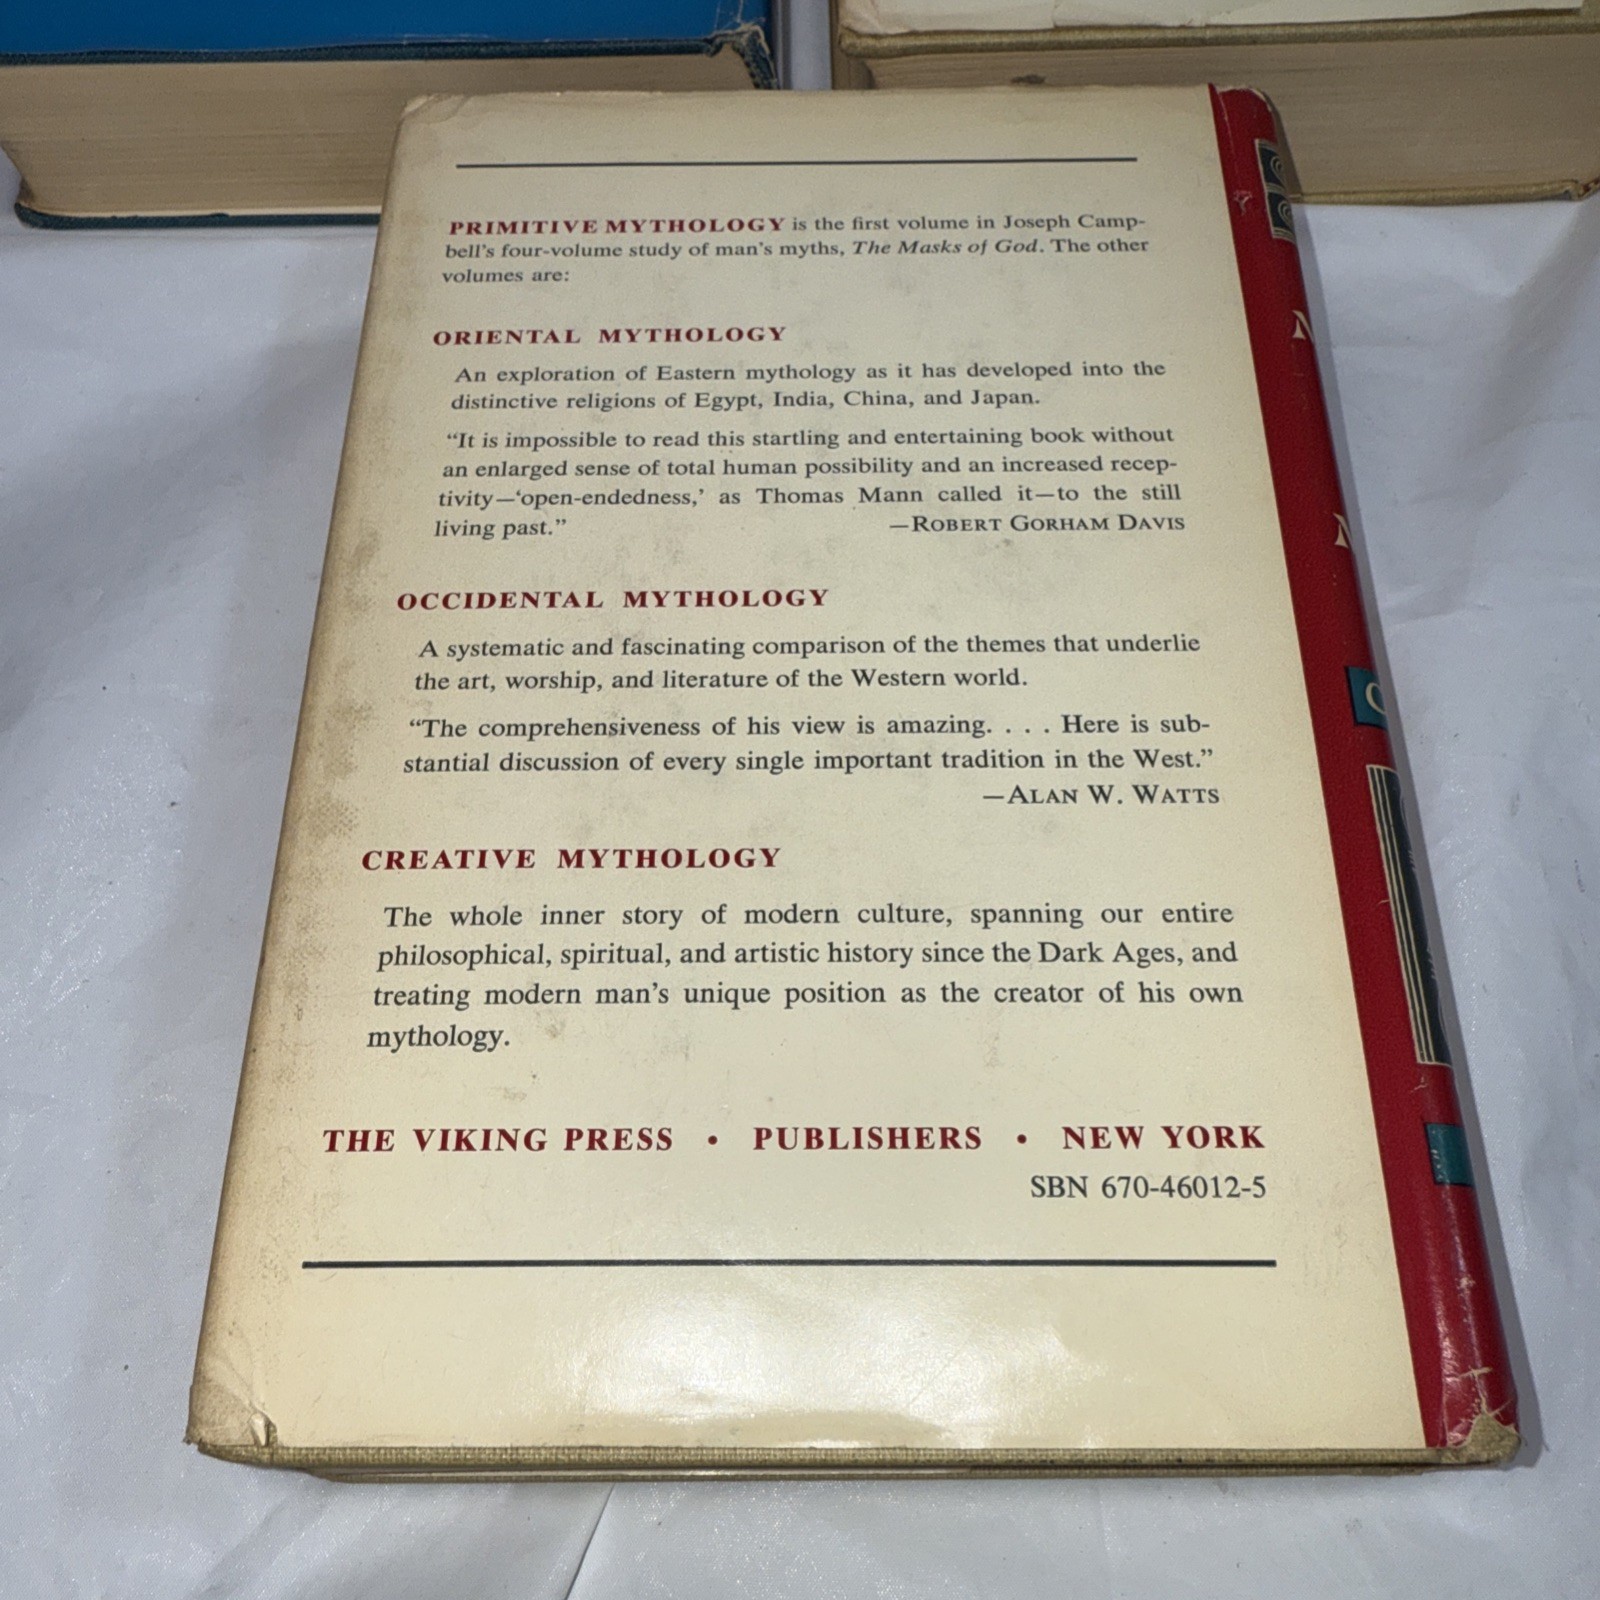 PRIMITIVE MYTHOLOGY is the first volume in Joseph Camp-
bell's four-volume study of man's myths, The Masks of God. The other
volumes are:
ORIENTAL MYTHOLOGY
An exploration of Eastern mythology as it has developed into the
distinctive religions of Egypt, India, China, and Japan.
“It is impossible to read this startling and entertaining book without
an enlarged sense of total human possibility and an increased recep-
tivity—‘open-endedness,’ as Thomas Mann called it—to the still
living past.” —ROBERT GORHAM DAVIS
OCCIDENTAL MYTHOLOGY
A systematic and fascinating comparison of the themes that underlie
the art, worship, and literature of the Western world.
“The comprehensiveness of his view is amazing. . . . Here is sub-
stantial discussion of every single important tradition in the West.”
—ALAN W. WATTS
CREATIVE MYTHOLOGY
The whole inner story of modern culture, spanning our entire
philosophical, spiritual, and artistic history since the Dark Ages, and
treating modern man's unique position as the creator of his own
mythology.
THE VIKING PRESS • PUBLISHERS • NEW YORK
SBN 670-46012-5